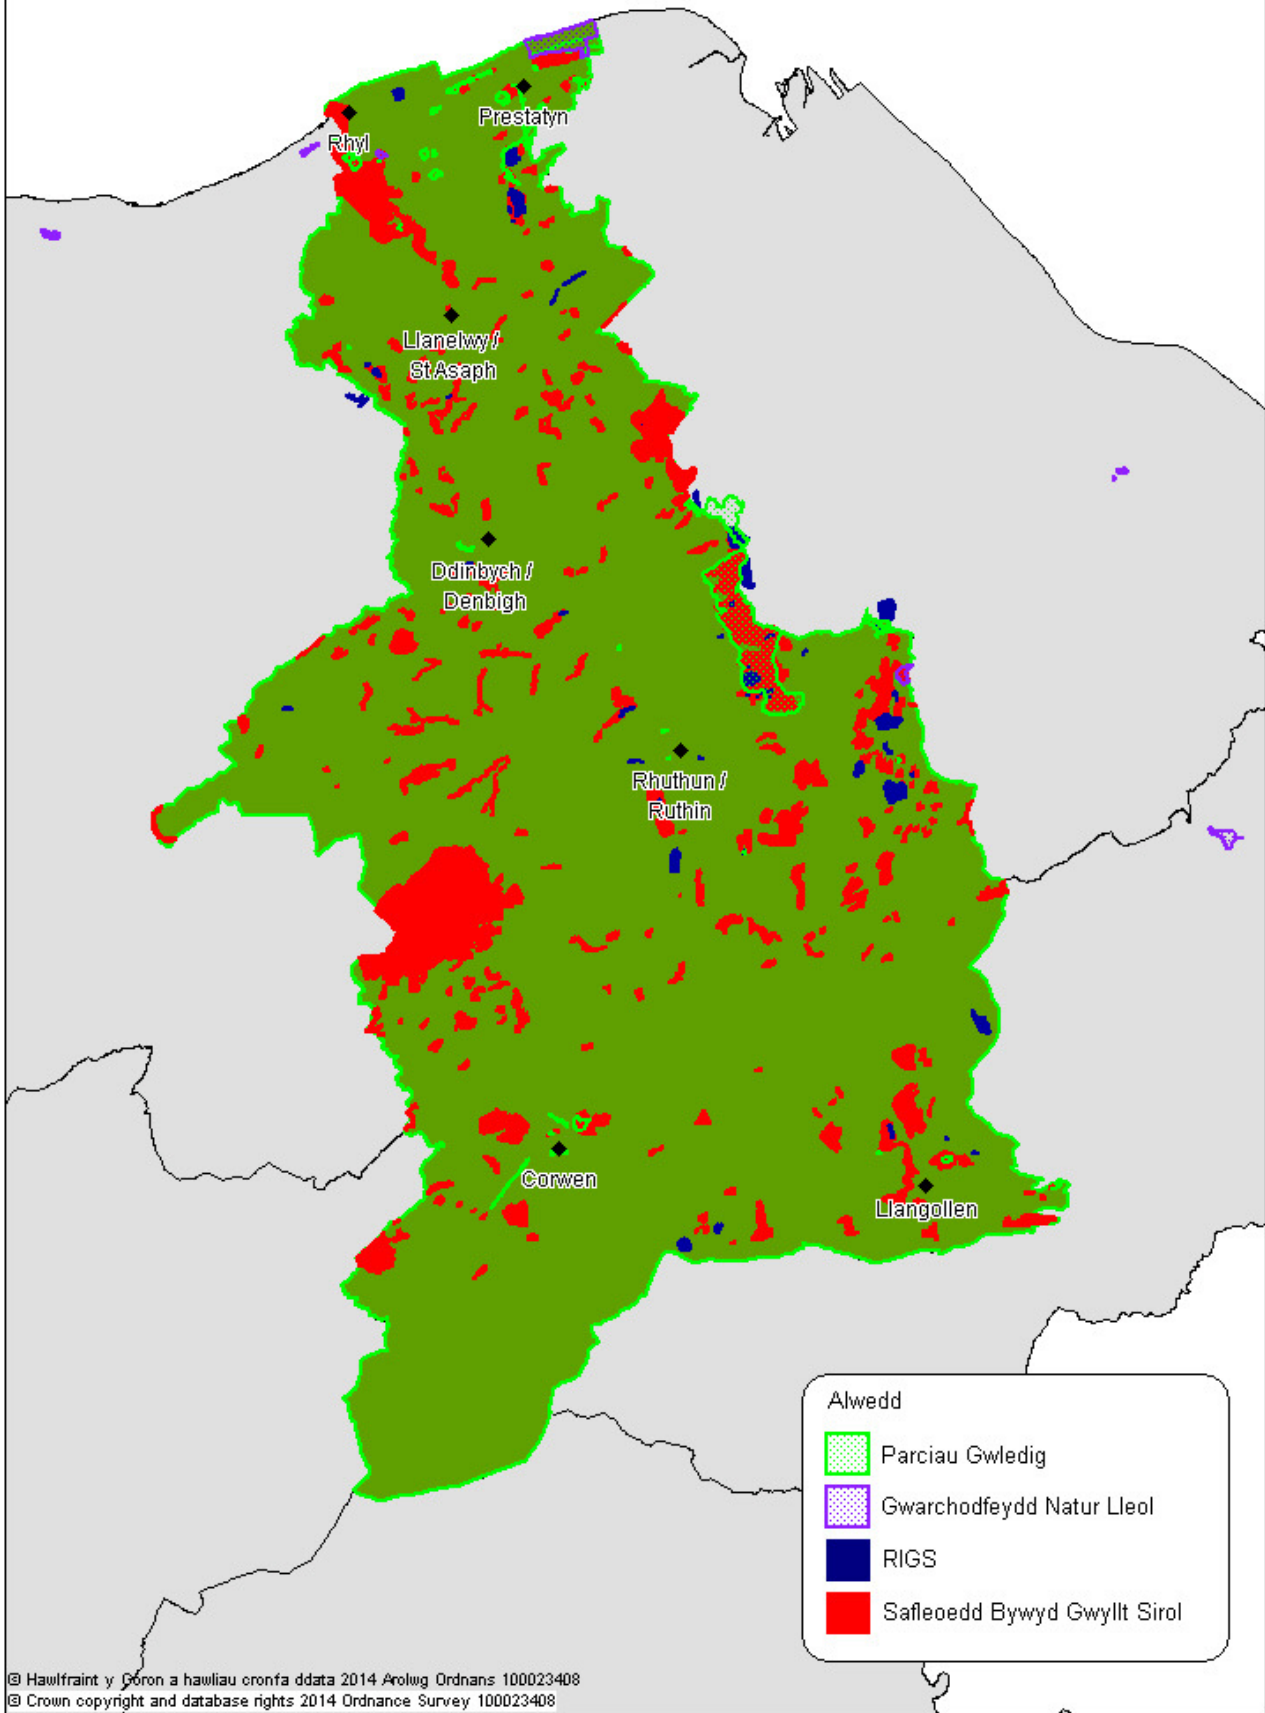 Prestatyn
Rhyl
Llanelwy /
St Asaph
Ddinbych /
Denbigh
Rhuthun /
Ruthin
Corwen
Llangollen
Alwedd
Parciau Gwledig
Gwarchodfeydd Natur Lleol
RIGS
Safleoedd Bywyd Gwyllt Sirol
© Hawlfraint y Goron a hawliau cronfa ddata 2014 Arolwg Ordnans 100023408
© Crown copyright and database rights 2014 Ordnance Survey 100023408